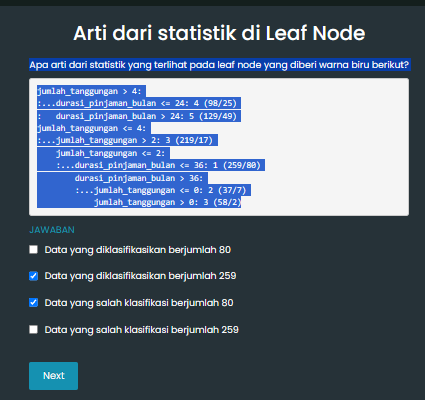 Arti dari statistik di Leaf Node
Apa arti dari statistik yang terlihat pada leaf node yang diberi warna biru berikut?
jumlah_tanggungan > 4:
:...durasi_pinjaman_bulan <= 24: 4 (98/25)
:   durasi_pinjaman_bulan > 24: 5 (129/49)
jumlah_tanggungan <= 4:
:...jumlah_tanggungan > 2: 3 (219/17)
    jumlah_tanggungan <= 2:
    :...durasi_pinjaman_bulan <= 36: 1 (259/80)
        durasi_pinjaman_bulan > 36:
        :...jumlah_tanggungan <= 0: 2 (37/7)
            jumlah_tanggungan > 0: 3 (58/2)
JAWABAN
Data yang diklasifikasikan berjumlah 80
Data yang diklasifikasikan berjumlah 259
Data yang salah klasifikasi berjumlah 80
Data yang salah klasifikasi berjumlah 259
Next